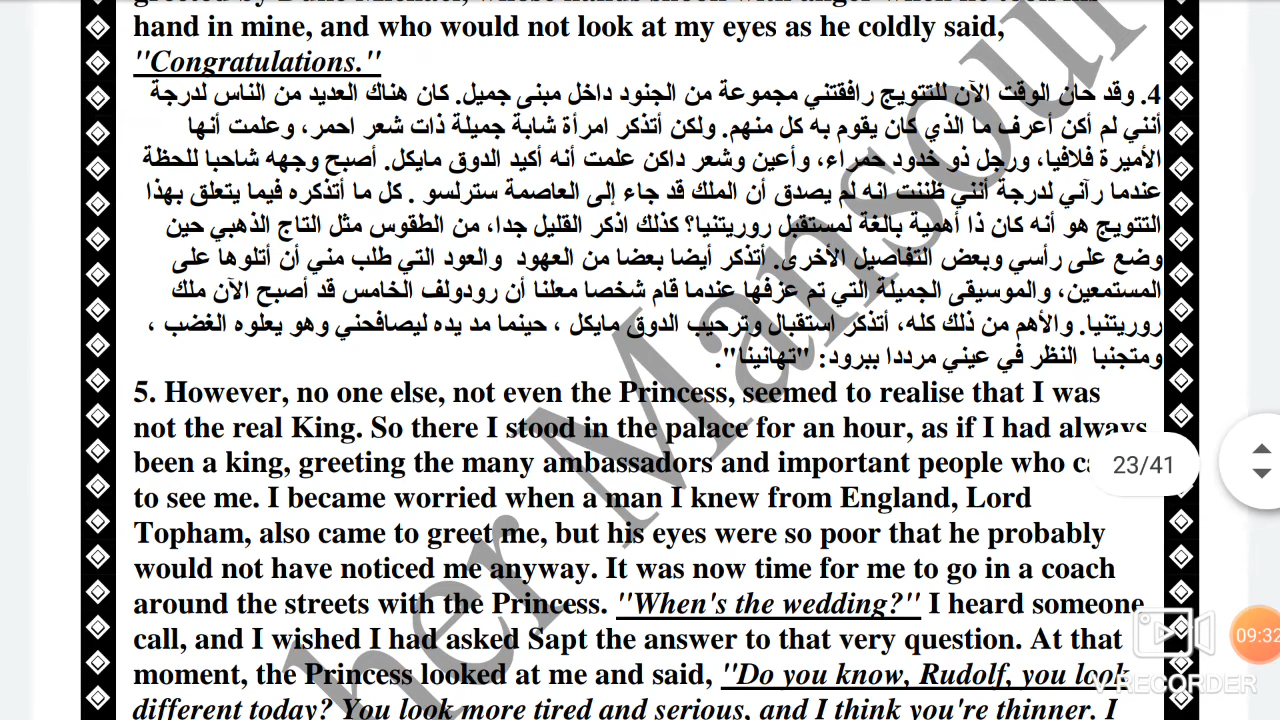 hand in mine, and who would not look at my eyes as he coldly said,
"Congratulations."
4. وقد حان الوقت الآن للتتويج رافقتني مجموعة من الجنود داخل مبنى جميل. كان هناك العديد من الناس لدرجة
أنني لم أكن أعرف ما الذي كان يقوم به كل منهم. ولكن أتذكر امرأة شابة جميلة ذات شعر احمر، وعلمت أنها
الأميرة فلافيا، ورجل ذو خدود حمراء، وأعين وشعر داكن علمت أنه أكيد الدوق مايكل. أصبح وجهه شاحبا للحظة
عندما رآني لدرجة أنني ظننت انه لم يصدق أن الملك قد جاء إلى العاصمة سترلسو . كل ما أتذكره فيما يتعلق بهذا
التتويج هو أنه كان ذا أهمية بالغة لمستقبل روريتنيا؟ كذلك اذكر القليل جدا، من الطقوس مثل التاج الذهبي حين
وضع على رأسي وبعض التفاصيل الأخرى. أتذكر أيضا بعضا من العهود والعود التي طلب مني أن أتلوها على
المستمعين، والموسيقى الجميلة التي تم عزفها عندما قام شخصا معلنا أن رودولف الخامس قد أصبح الآن ملك
روريتنيا. والأهم من ذلك كله، أتذكر استقبال وترحيب الدوق مايكل ، حينما مد يده ليصافحني وهو يعلوه الغضب ،
ومتجنبا النظر في عيني مرددا ببرود: "تهانينا".
5. However, no one else, not even the Princess, seemed to realise that I was
not the real King. So there I stood in the palace for an hour, as if I had always
been a king, greeting the many ambassadors and important people who
23/41
to see me. I became worried when a man I knew from England, Lord
Topham, also came to greet me, but his eyes were so poor that he probably
would not have noticed me anyway. It was now time for me to go in a coach
around the streets with the Princess. "When's the wedding?" I heard someone
call, and I wished I had asked Sapt the answer to that very question. At that
09:32
moment, the Princess looked at me and said, "Do you know, Rudolf, you look
V RECORDER
different today? You look more tired and serious, and I think you're thinner. I
her Mansour